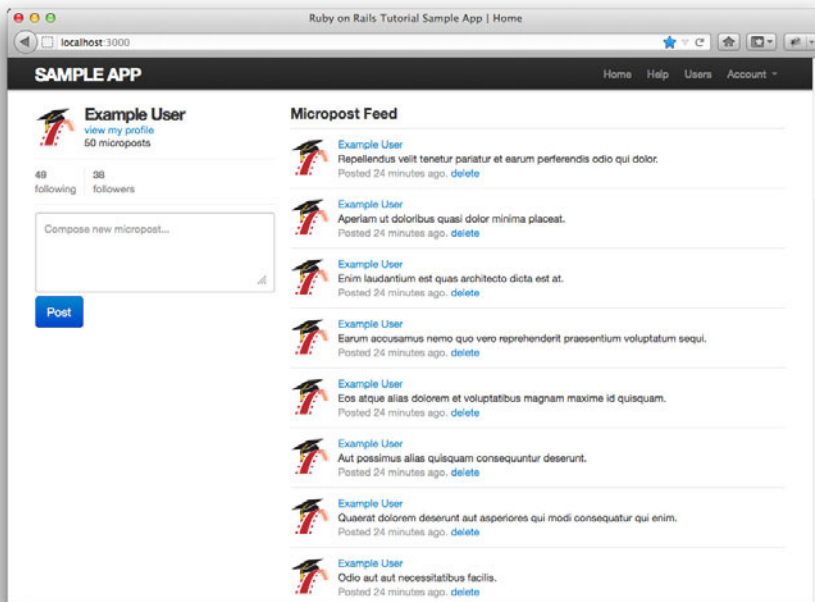 Ruby on Rails Tutorial Sample App | Home
localhost:3000
SAMPLE APP
Home Help Users Account
Example User
view my profile
50 microposts
49 following
38 followers
Compose new micropost...
Post
Micropost Feed
Example User
Repellendus velit tenetur pariatur et earum perferendis odio qui dolor.
Posted 24 minutes ago. delete
Example User
Aperiam ut doloribus quasi dolor minima placeat.
Posted 24 minutes ago. delete
Example User
Enim laudantium est quas architecto dicta est at.
Posted 24 minutes ago. delete
Example User
Earum accusamus nemo quo vero reprehenderit praesentium voluptatum sequi.
Posted 24 minutes ago. delete
Example User
Eos atque alias dolorem et voluptatibus magnam maxime id quisquam.
Posted 24 minutes ago. delete
Example User
Aut possimus alias quisquam consequuntur deserunt.
Posted 24 minutes ago. delete
Example User
Quaerat dolorem deserunt aut asperiores qui modi consequatur qui enim.
Posted 24 minutes ago. delete
Example User
Odio aut aut necessitatibus facilis.
Posted 24 minutes ago. delete